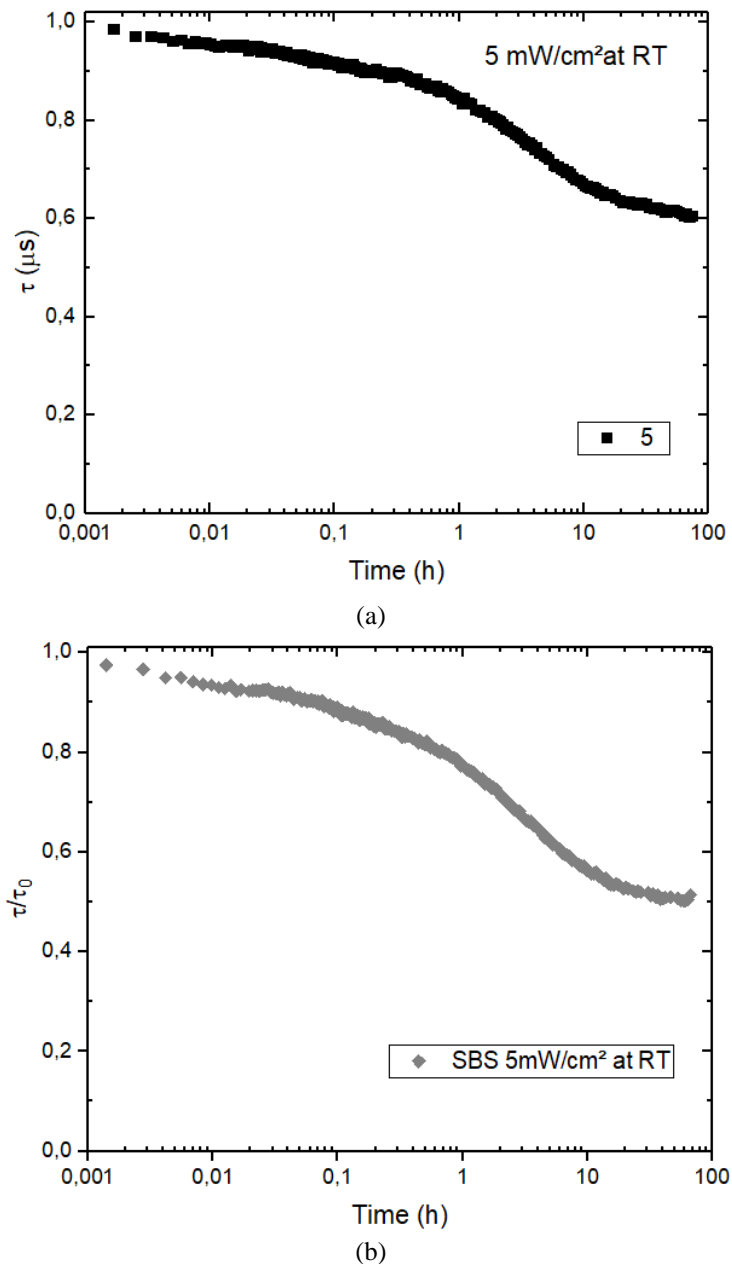 1,0
0,8
0,6
0,4
0,2
0,0
τ (μs)
5 mW/cm²at RT
5
0,001 0,01 0,1 1 10 100
Time (h)
(a)
1,0
0,8
0,6
0,4
0,2
0,0
τ/τ₀
SBS 5mW/cm² at RT
0,001 0,01 0,1 1 10 100
Time (h)
(b)